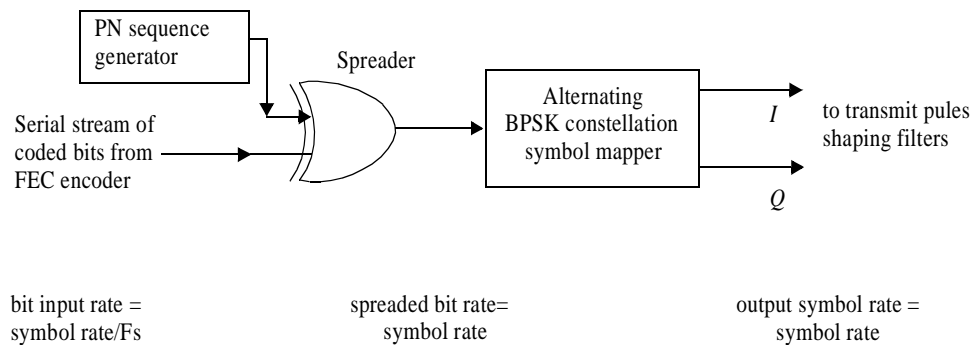 PN sequence
generator
Spreader
Serial stream of
coded bits from
FEC encoder
Alternating
BPSK constellation
symbol mapper
I
Q
to transmit pules
shaping filters
bit input rate =
symbol rate/Fs
spreaded bit rate=
symbol rate
output symbol rate =
symbol rate